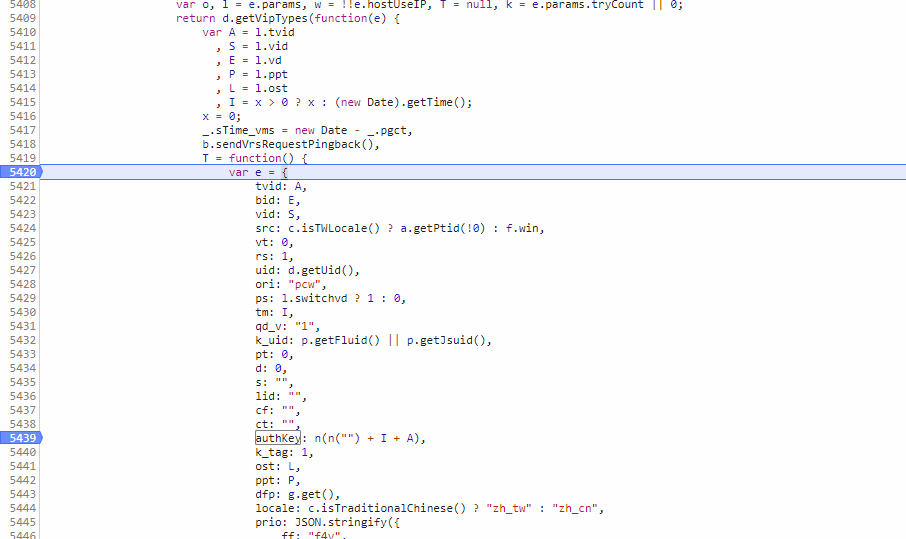 5408 var o, l = e.params, w = !!e.hostUseIP, T = null, k = e.params.tryCount || 0;
5409 return d.getVipTypes(function(e) {
5410 var A = l.tvid
5411 , S = l.vid
5412 , E = l.vd
5413 , P = l.ppt
5414 , L = l.ost
5415 , I = x > 0 ? x : (new Date).getTime();
5416 x = 0;
5417 _.sTime_vms = new Date - _.pgct,
5418 b.sendVrsRequestPingback(),
5419 T = function() {
5420 var e = {
5421 tvid: A,
5422 bid: E,
5423 vid: S,
5424 src: c.isTWLocale() ? a.getPtid(!0) : f.win,
5425 vt: 0,
5426 rs: 1,
5427 uid: d.getUid(),
5428 ori: "pcw",
5429 ps: l.switchvd ? 1 : 0,
5430 tm: I,
5431 qd_v: "1",
5432 k_uid: p.getFluid() || p.getJsuid(),
5433 pt: 0,
5434 d: 0,
5435 s: "",
5436 lid: "",
5437 cf: "",
5438 ct: "",
5439 authKey: n(n("") + I + A),
5440 k_tag: 1,
5441 ost: L,
5442 ppt: P,
5443 dfp: g.get(),
5444 locale: c.isTraditionalChinese() ? "zh_tw" : "zh_cn",
5445 prio: JSON.stringify({
5446 ff: "f4v",